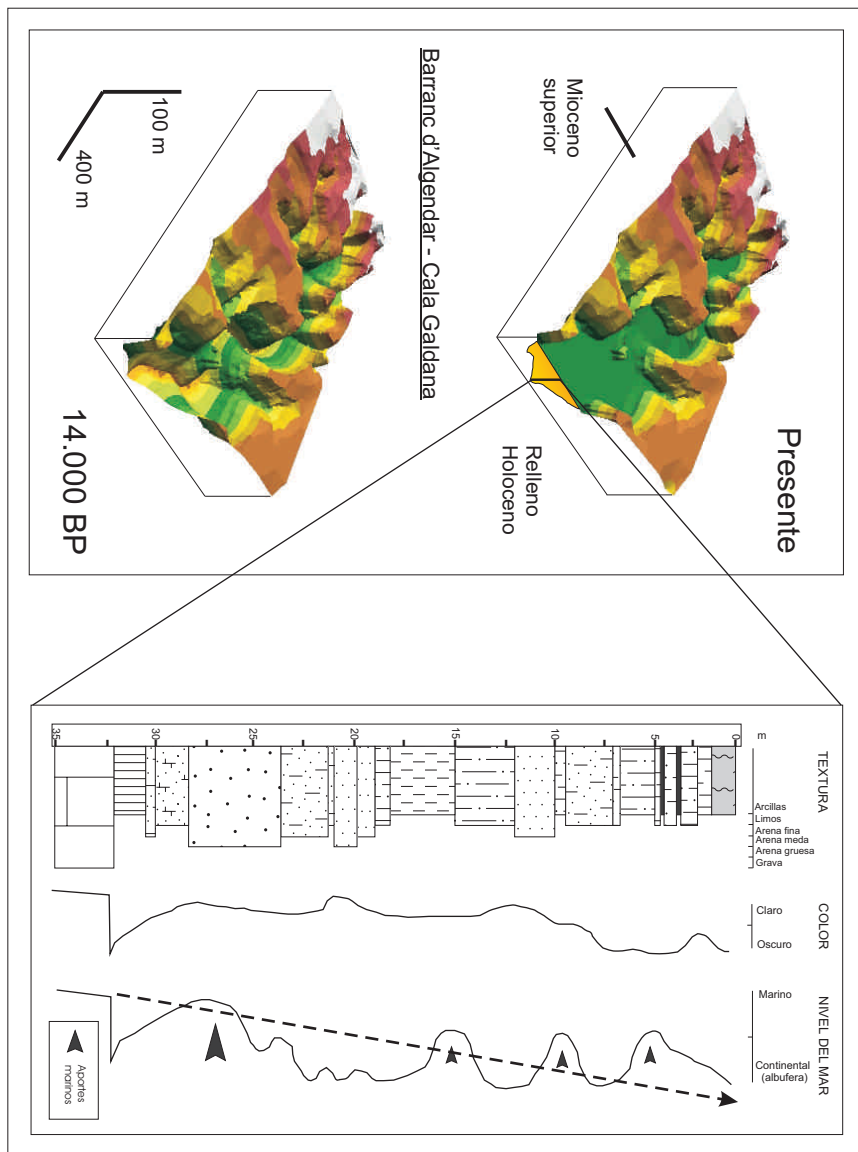 Presente
Mioceno
superior
Relleno
Holoceno
Barranc d'Algendar - Cala Galdana
100 m
400 m
14.000 BP
TEXTURA
Arcillas
Limos
Arena fina
Arena meda
Arena gruesa
Grava
m
0
5
10
15
20
25
30
35
COLOR
Claro
Oscuro
NIVEL DEL MAR
Marino
Continental
(albufera)
Aportes
marinos